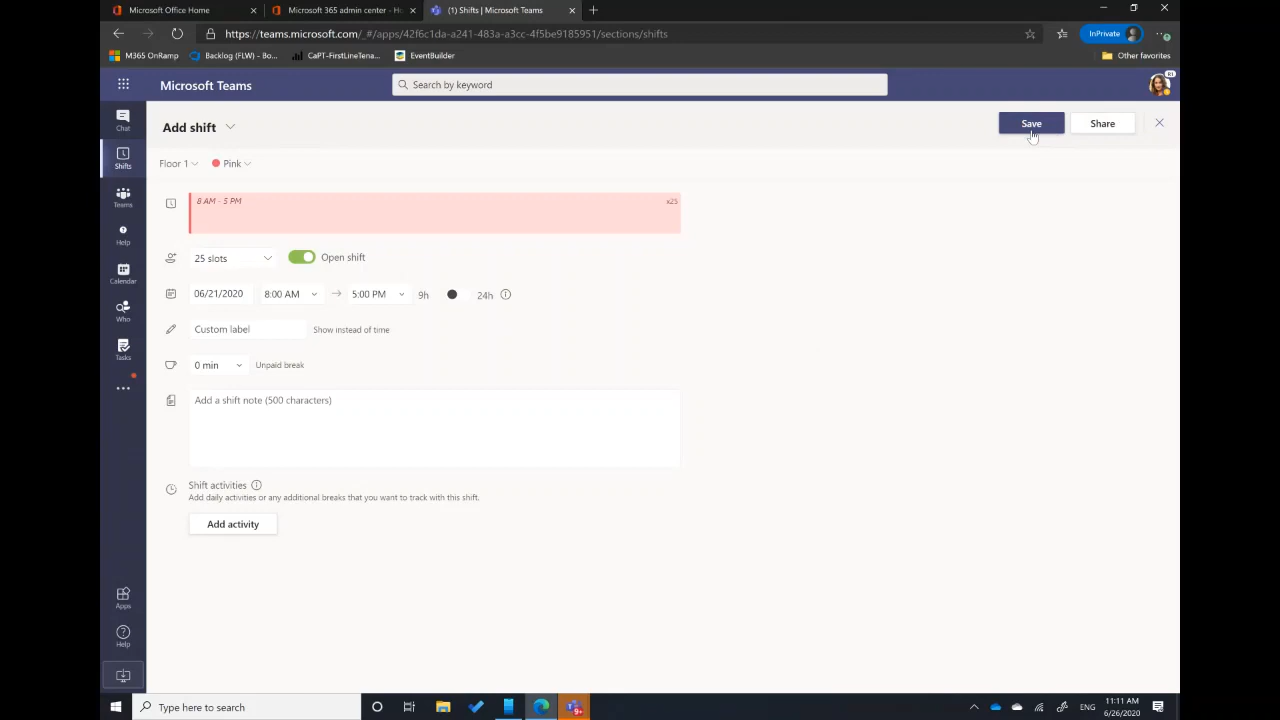 Microsoft Office Home
Microsoft 365 admin center - H
(1) Shifts | Microsoft Teams
https://teams.microsoft.com/_#/apps/42f6c1da-a241-483a-a3cc-4f5be9185951/sections/shifts
InPrivate
M365 OnRamp
Backlog (FLW) - Bo...
CaPT-FirstLineTena...
EventBuilder
Other favorites
Microsoft Teams
Search by keyword
Chat
Shifts
Teams
Help
Calendar
Who
Tasks
Apps
Help
Add shift
Save
Share
Floor 1
Pink
8 AM - 5 PM
x25
25 slots
Open shift
06/21/2020
8:00 AM
5:00 PM
9h
24h
Custom label
Show instead of time
0 min
Unpaid break
Add a shift note (500 characters)
Shift activities
Add daily activities or any additional breaks that you want to track with this shift.
Add activity
Type here to search
9+
ENG
11:11 AM
6/26/2020